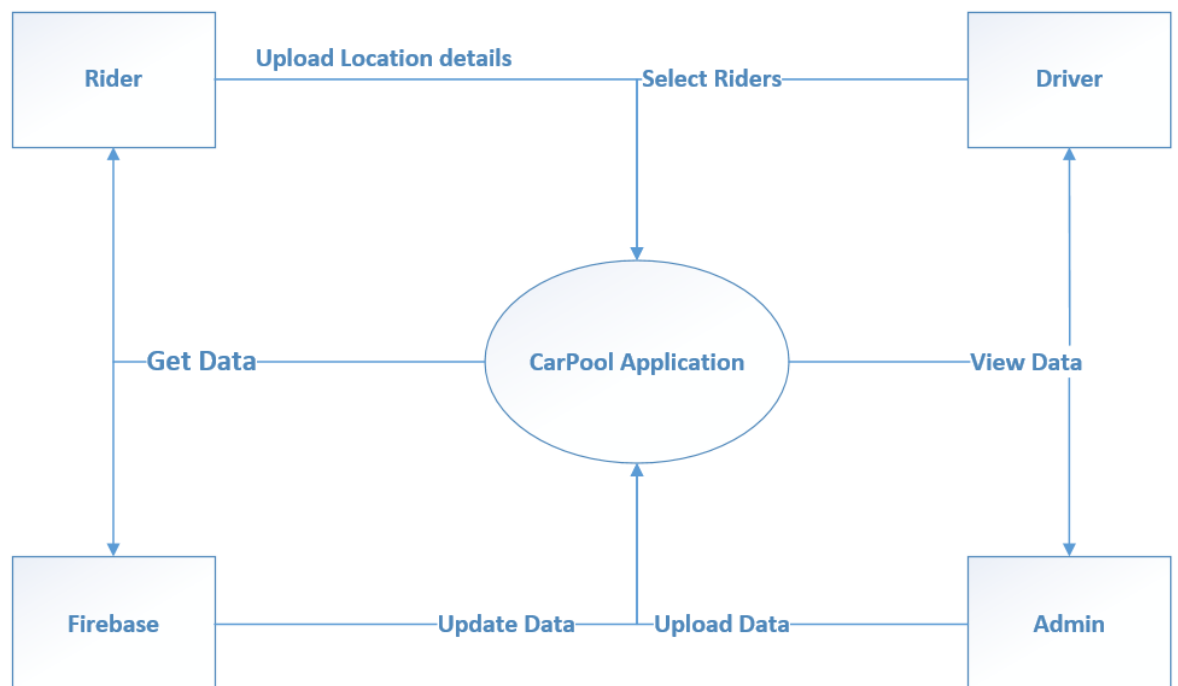 Upload Location details
Rider
Select Riders
Driver
Get Data
CarPool Application
View Data
Firebase
Update Data
Upload Data
Admin